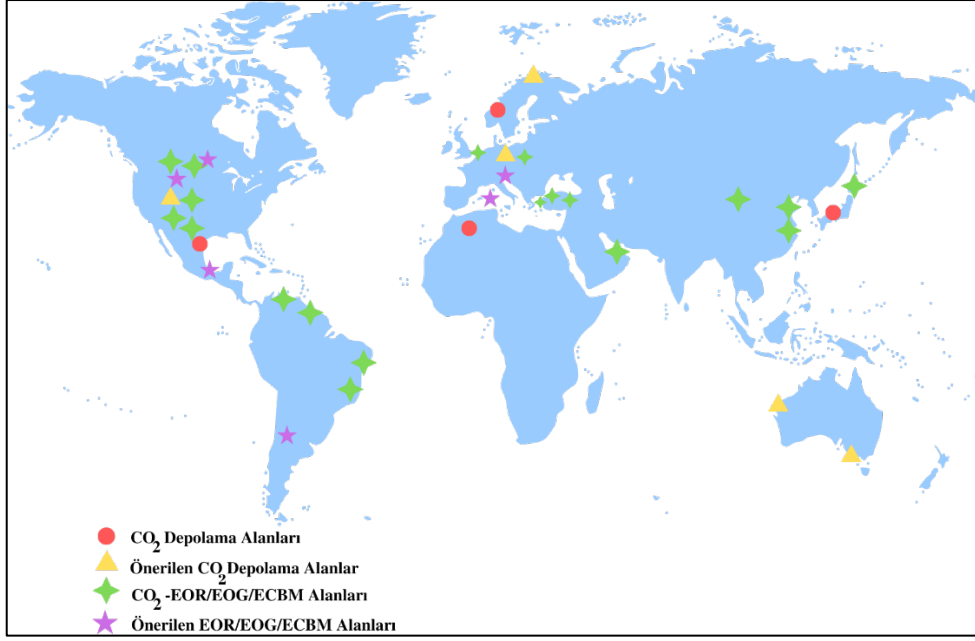 CO2 Depolama Alanları
Önerilen CO2 Depolama Alanlar
CO2 -EOR/EOG/ECBM Alanları
Önerilen EOR/EOG/ECBM Alanları